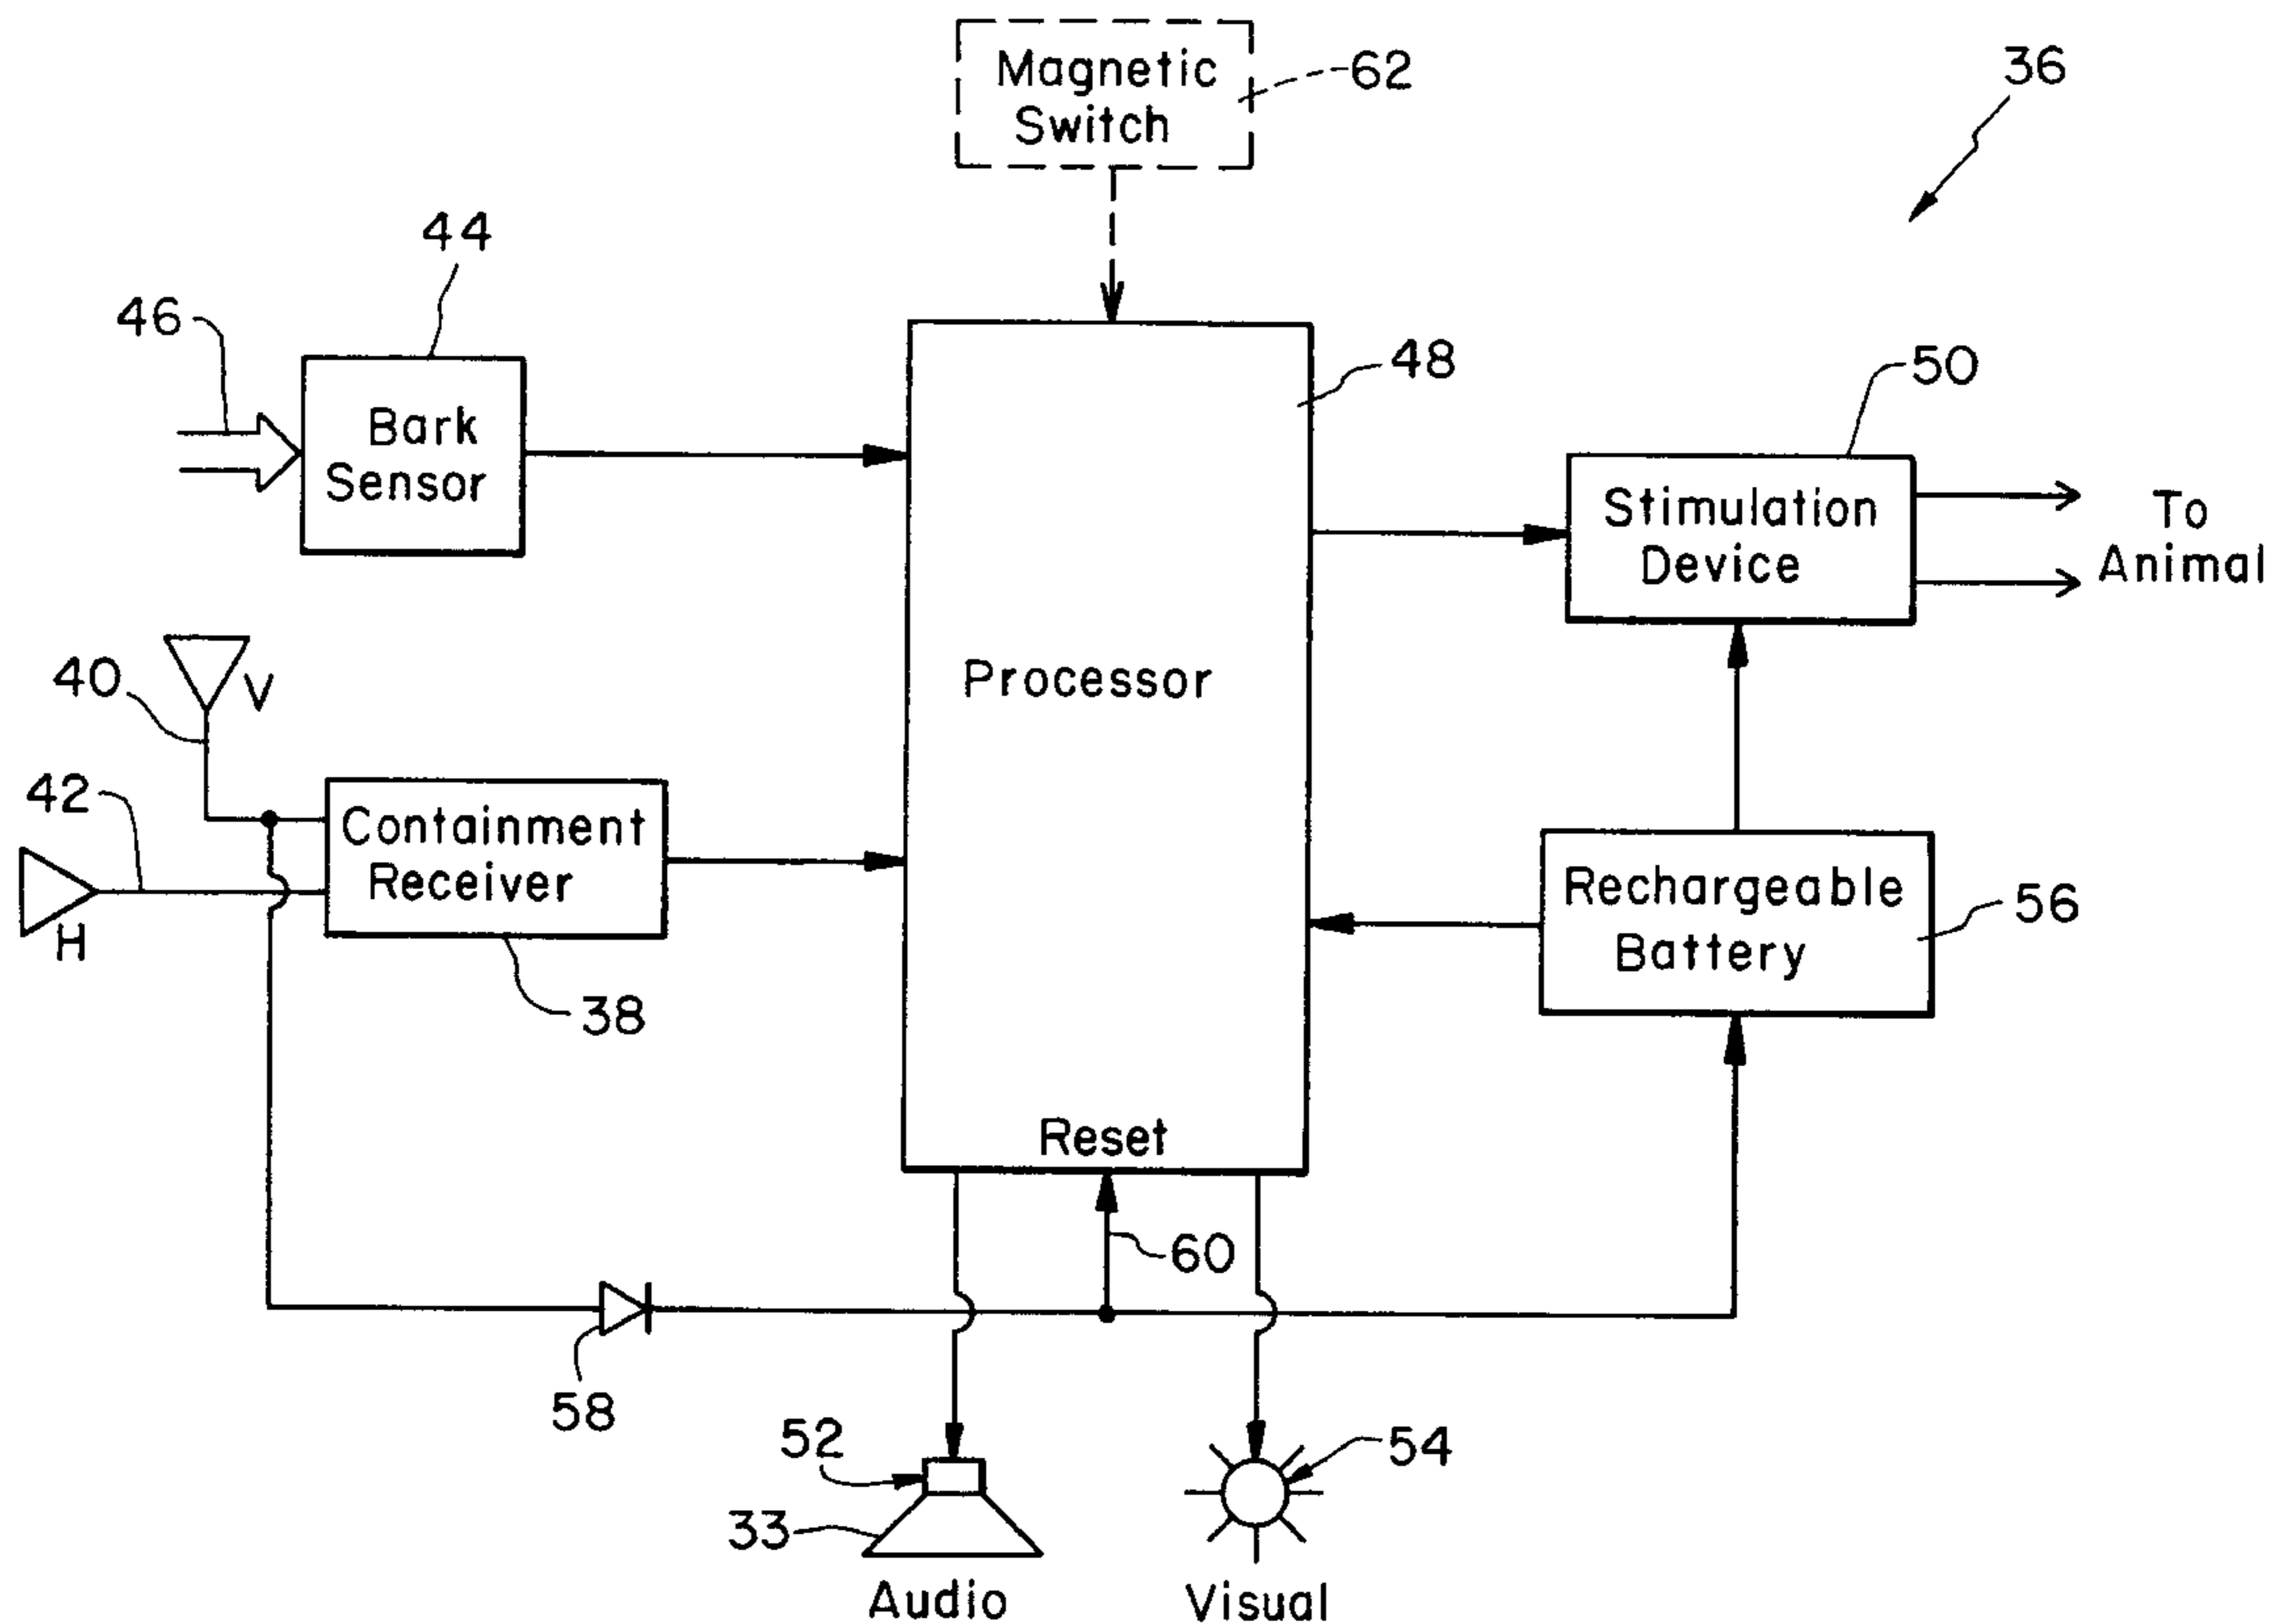 Magnetic
Switch
62
36
44
46
Bark
Sensor
48
50
Stimulation
Device
To
Animal
40
V
Processor
42
H
Containment
Receiver
38
Rechargeable
Battery
56
Reset
60
58
52
33
54
Audio
Visual